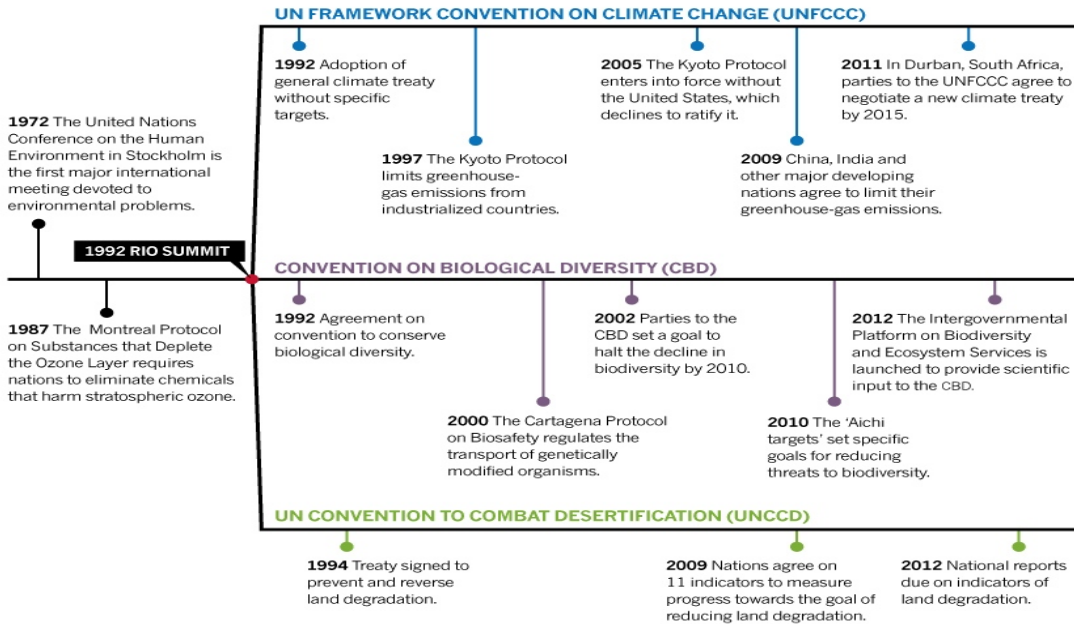 UN FRAMEWORK CONVENTION ON CLIMATE CHANGE (UNFCCC)
1992 Adoption of
general climate treaty
without specific
targets.
2005 The Kyoto Protocol
enters into force without
the United States, which
declines to ratify it.
2011 In Durban, South Africa,
parties to the UNFCCC agree to
negotiate a new climate treaty
by 2015.
1972 The United Nations
Conference on the Human
Environment in Stockholm is
the first major international
meeting devoted to
environmental problems.
1997 The Kyoto Protocol
limits greenhouse-
gas emissions from
industrialized countries.
2009 China, India and
other major developing
nations agree to limit their
greenhouse-gas emissions.
1992 RIO SUMMIT
CONVENTION ON BIOLOGICAL DIVERSITY (CBD)
1987 The Montreal Protocol
on Substances that Deplete
the Ozone Layer requires
nations to eliminate chemicals
that harm stratospheric ozone.
1992 Agreement on
convention to conserve
biological diversity.
2002 Parties to the
CBD set a goal to
halt the decline in
biodiversity by 2010.
2012 The Intergovernmental
Platform on Biodiversity
and Ecosystem Services is
launched to provide scientific
input to the CBD.
2000 The Cartagena Protocol
on Biosafety regulates the
transport of genetically
modified organisms.
2010 The ‘Aichi
targets’ set specific
goals for reducing
threats to biodiversity.
UN CONVENTION TO COMBAT DESERTIFICATION (UNCCD)
1994 Treaty signed to
prevent and reverse
land degradation.
2009 Nations agree on
11 indicators to measure
progress towards the goal of
reducing land degradation.
2012 National reports
due on indicators of
land degradation.